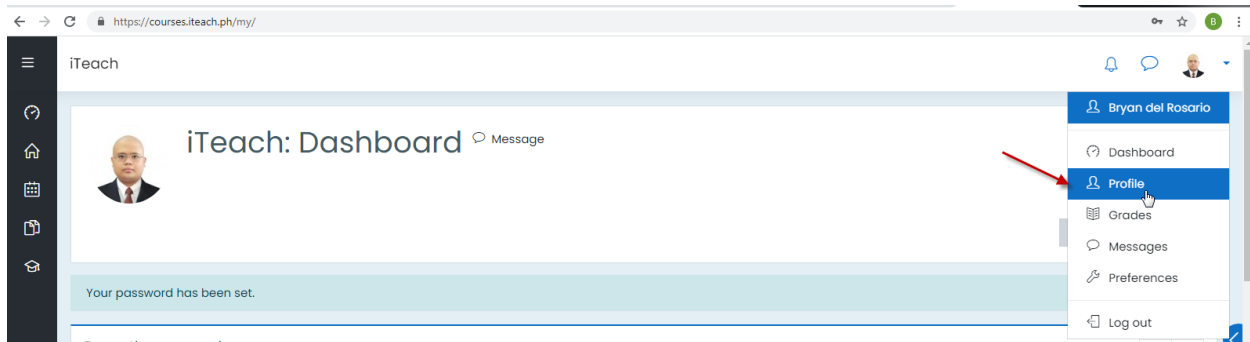 https://courses.iteach.ph/my/
B
iTeach
Bryan del Rosario
iTeach: Dashboard
Message
Dashboard
Profile
Grades
Messages
Preferences
Your password has been set.
Log out